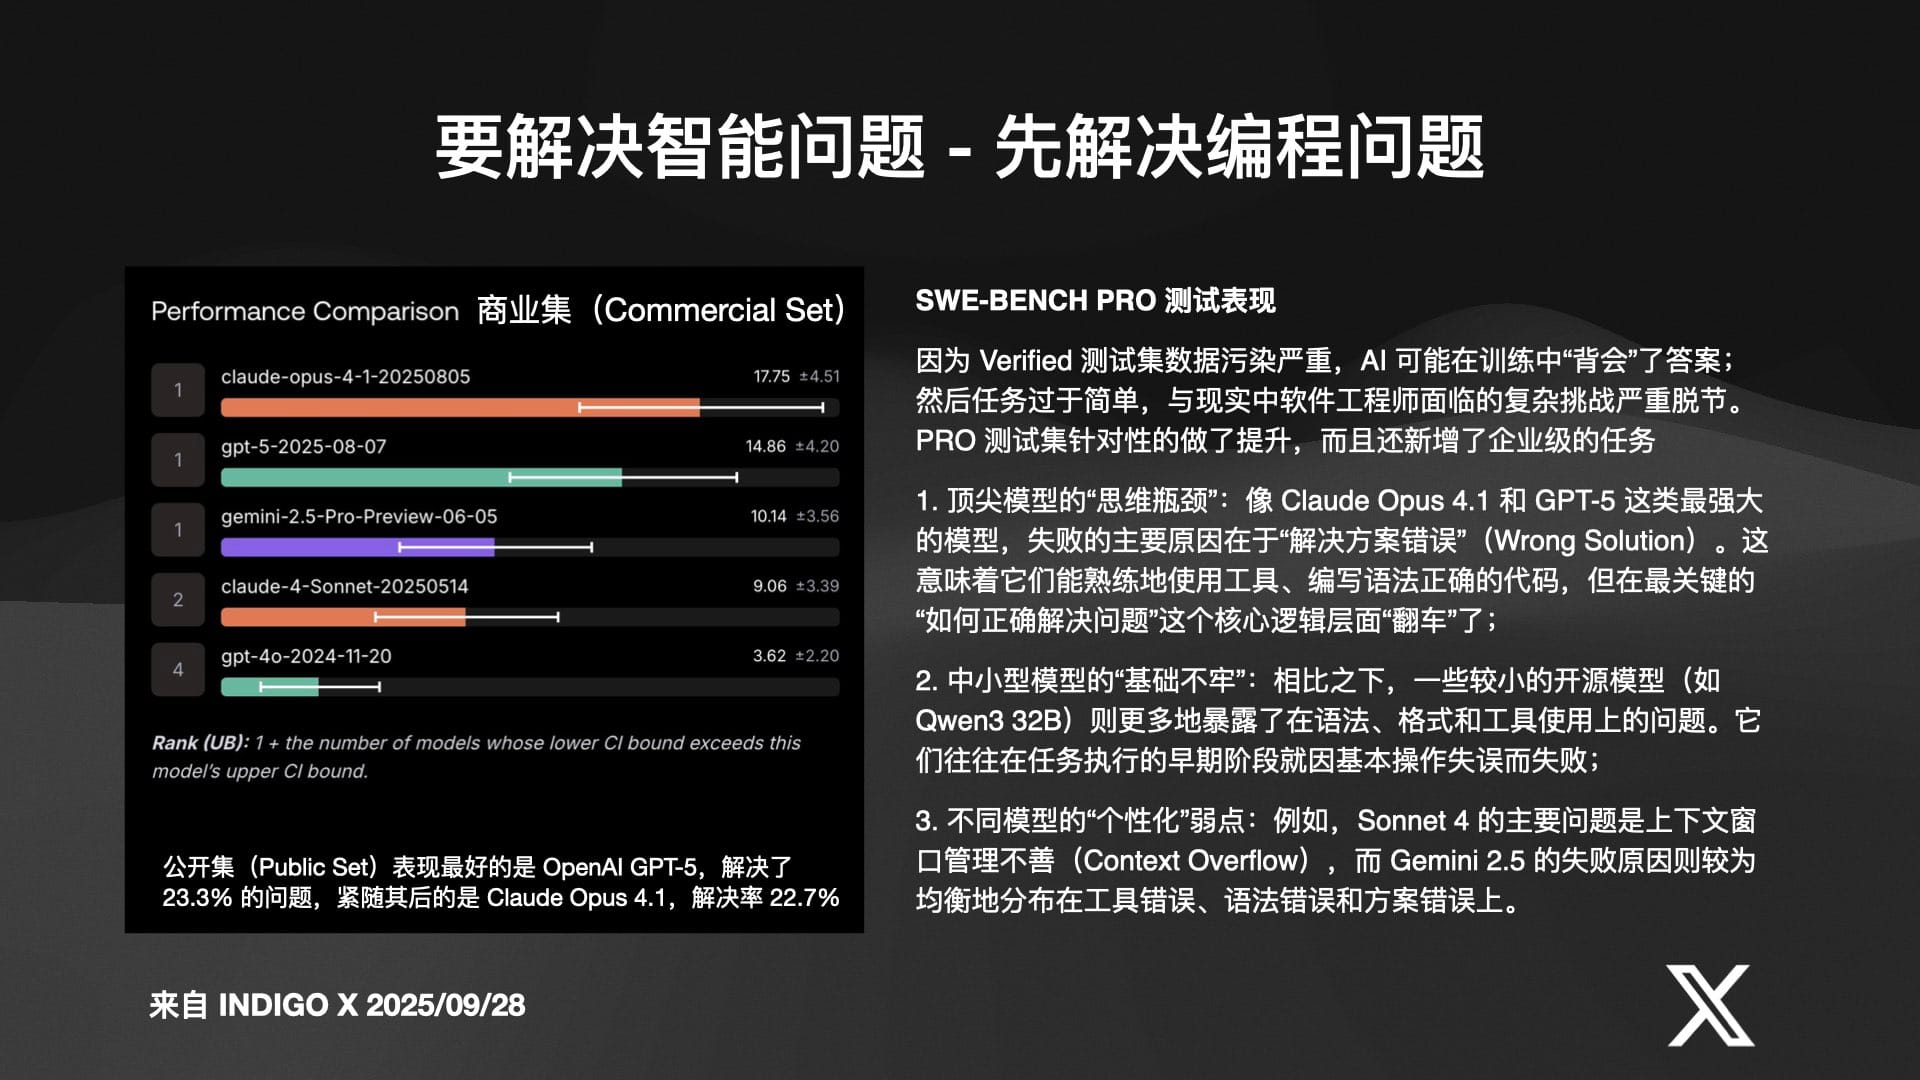 要解决智能问题 - 先解决编程问题
Performance Comparison 商业集（Commercial Set）
1
claude-opus-4-1-20250805
17.75 ±4.51
1
gpt-5-2025-08-07
14.86 ±4.20
1
gemini-2.5-Pro-Preview-06-05
10.14 ±3.56
2
claude-4-Sonnet-20250514
9.06 ±3.39
4
gpt-4o-2024-11-20
3.62 ±2.20
Rank (UB): 1 + the number of models whose lower CI bound exceeds this
model's upper CI bound.
公开集（Public Set）表现最好的是 OpenAI GPT-5，解决了
23.3% 的问题，紧随其后的是 Claude Opus 4.1，解决率 22.7%
SWE-BENCH PRO 测试表现
因为 Verified 测试集数据污染严重，AI 可能在训练中“背会”了答案；
然后任务过于简单，与现实中软件工程师面临的复杂挑战严重脱节。
PRO 测试集针对性的做了提升，而且还新增了企业级的任务
1. 顶尖模型的“思维瓶颈”：像 Claude Opus 4.1 和 GPT-5 这类最强大
的模型，失败的主要原因在于“解决方案错误”（Wrong Solution）。这
意味着它们能熟练地使用工具、编写语法正确的代码，但在最关键的
“如何正确解决问题”这个核心逻辑层面“翻车”了；
2. 中小型模型的“基础不牢”：相比之下，一些较小的开源模型（如
Qwen3 32B）则更多地暴露了在语法、格式和工具使用上的问题。它
们往往在任务执行的早期阶段就因基本操作失误而失败；
3. 不同模型的“个性化”弱点：例如，Sonnet 4 的主要问题是上下文窗
口管理不善（Context Overflow），而 Gemini 2.5 的失败原因则较为
均衡地分布在工具错误、语法错误和方案错误上。
来自 INDIGO X 2025/09/28
X